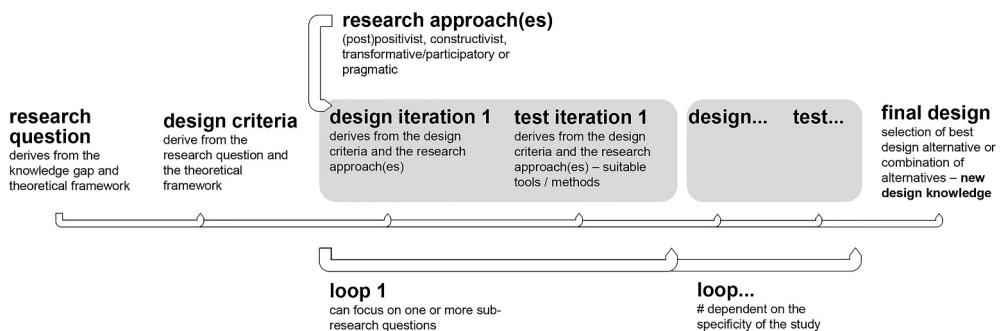 research approach(es)
(post)positivist, constructivist,
transformative/participatory or
pragmatic
research
question
derives from the
knowledge gap and
theoretical framework
design criteria
derive from the
research question and
the theoretical
framework
design iteration 1
derives from the design
criteria and the research
approach(es)
test iteration 1
derives from the design
criteria and the research
approach(es) – suitable
tools / methods
design...
test...
final design
selection of best
design alternative or
combination of
alternatives – new
design knowledge
loop 1
can focus on one or more sub-
research questions
loop...
# dependent on the
specificity of the study